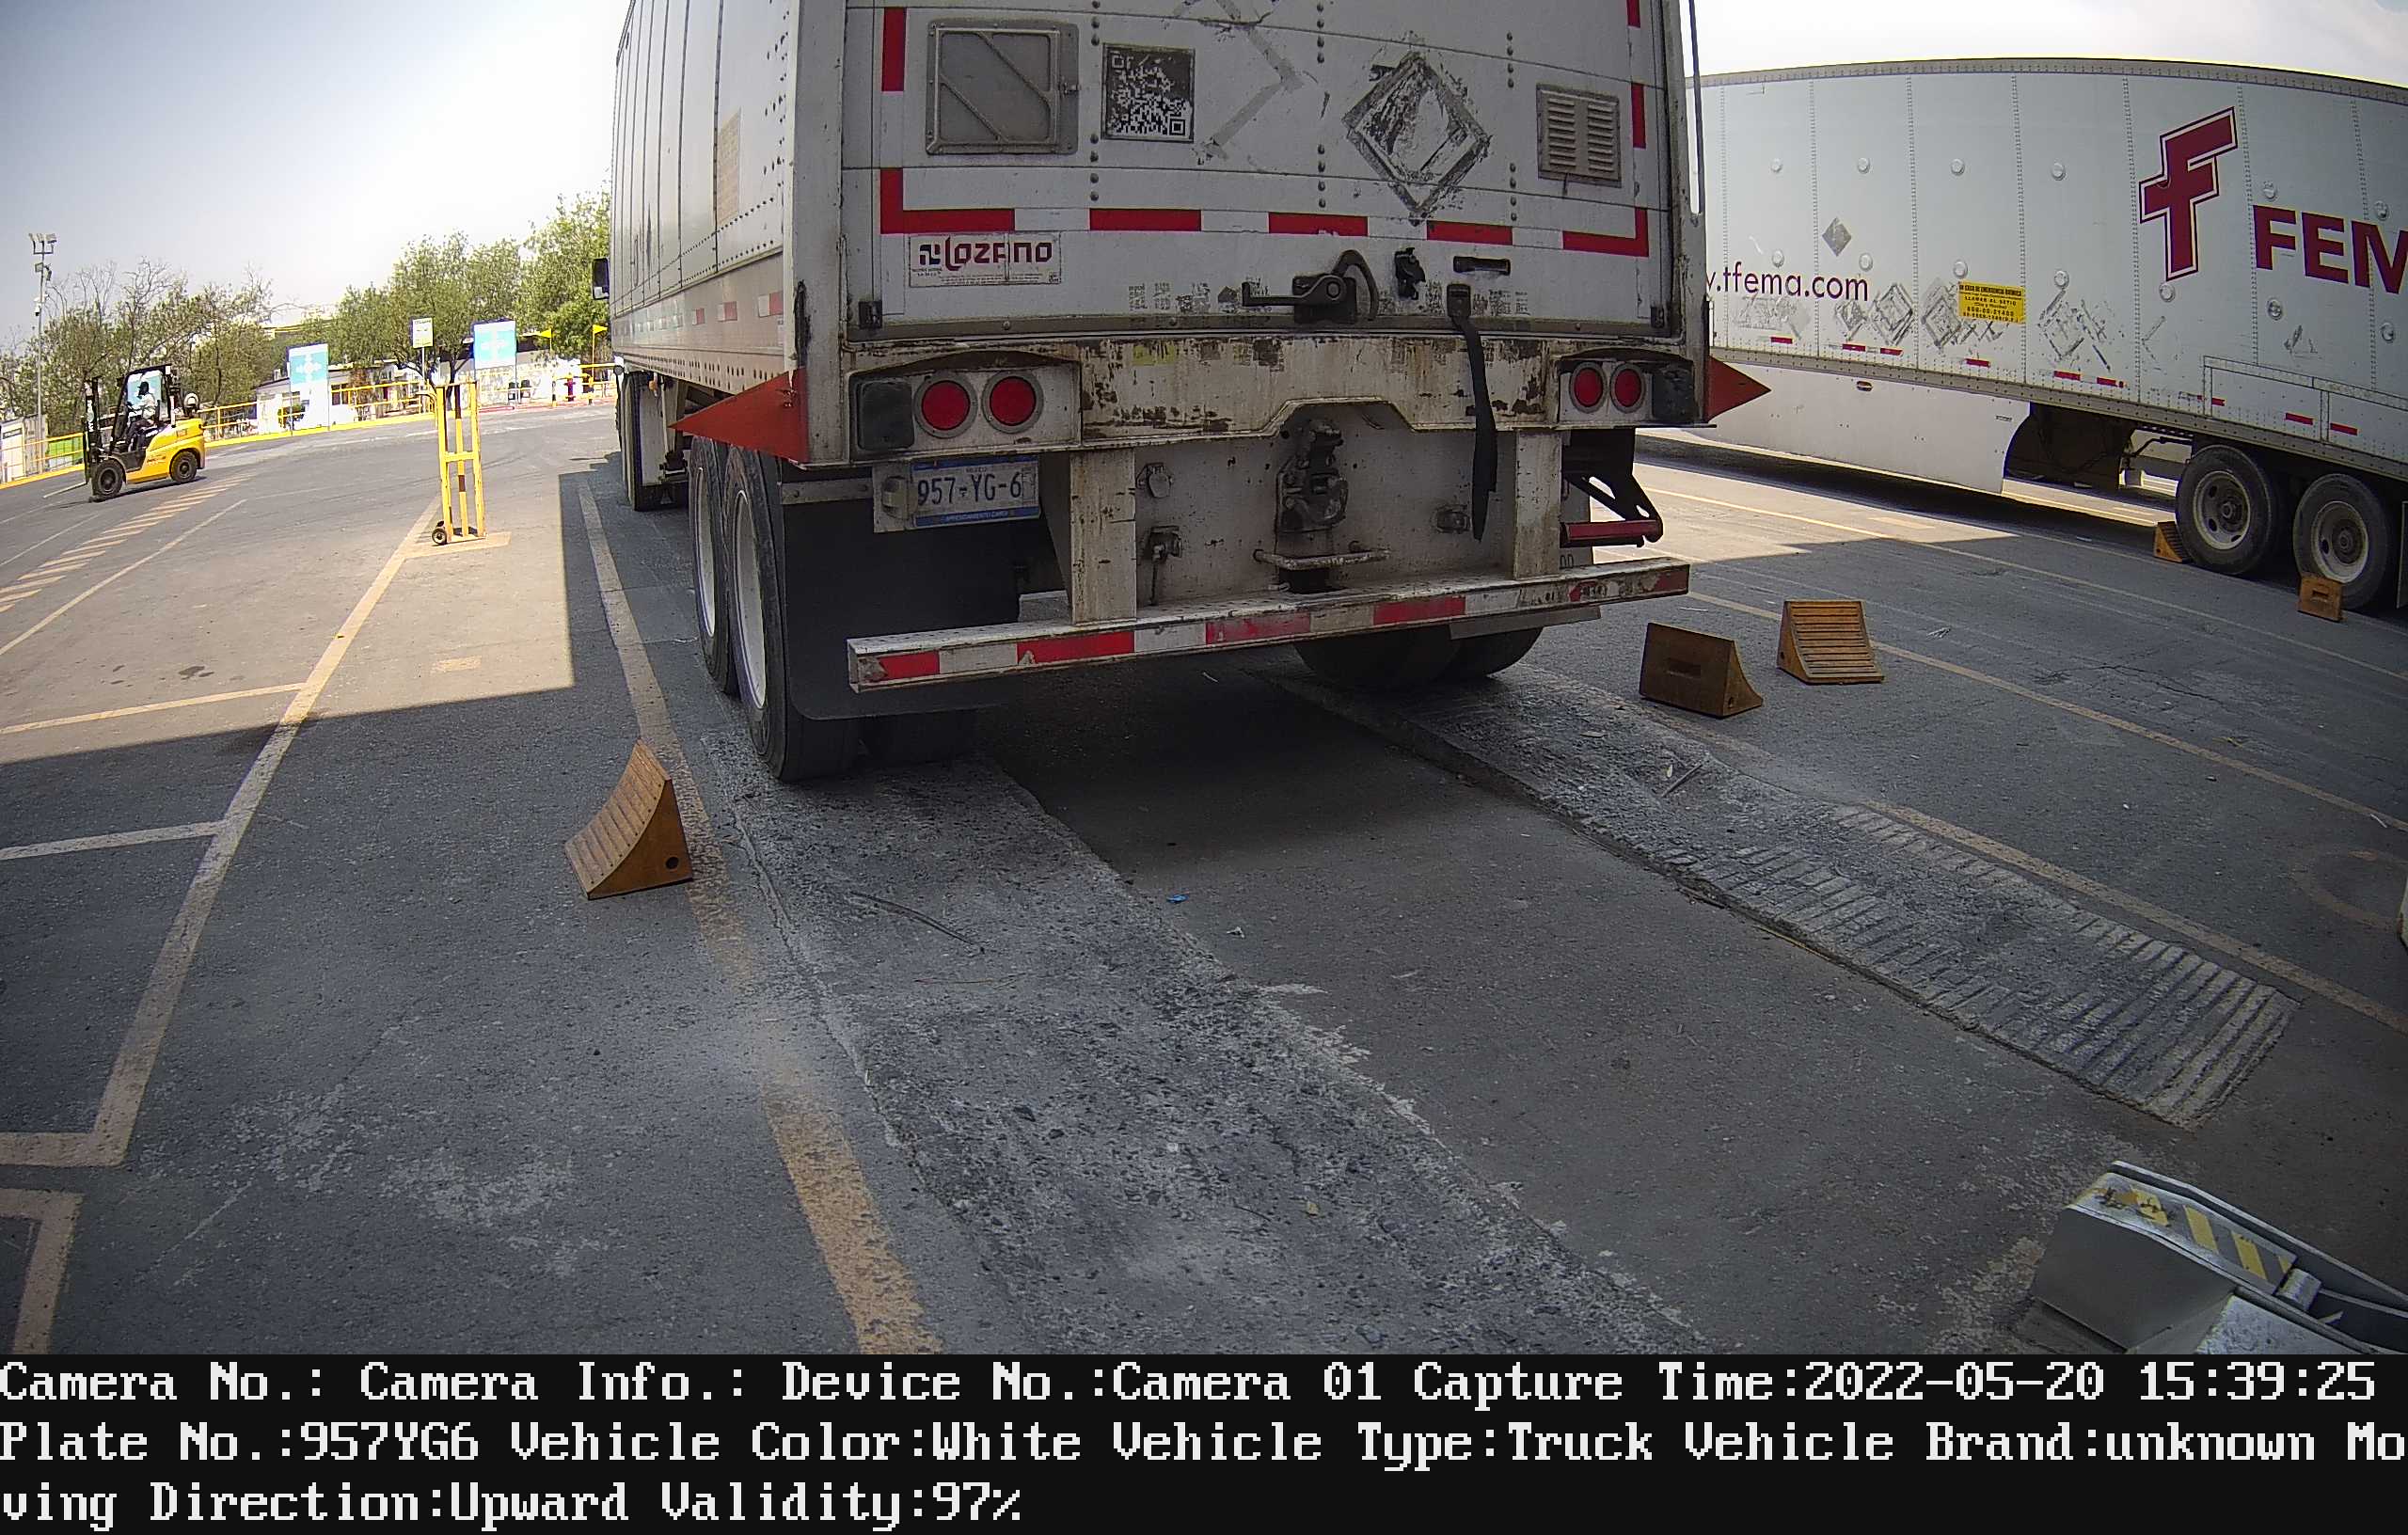 Lozano
FEM
.tfema.com
957-YG-6
Camera No.: Camera Info.: Device No.:Camera 01 Capture Time:2022-05-20 15:39:25
Plate No.:957YG6 Vehicle Color:White Vehicle Type:Truck Vehicle Brand:unknown Mo
ving Direction:Upward Validity:97%